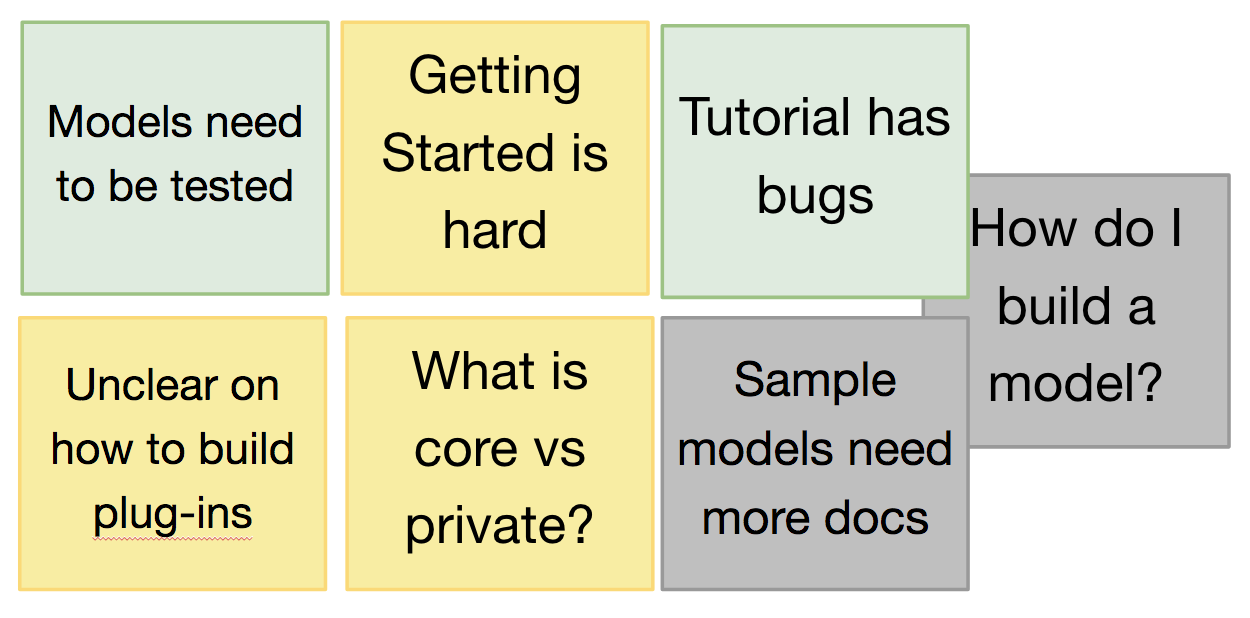 Models need
to be tested
Getting
Started is
hard
Tutorial has
bugs
How do I
build a
model?
Unclear on
how to build
plug-ins
What is
core vs
private?
Sample
models need
more docs